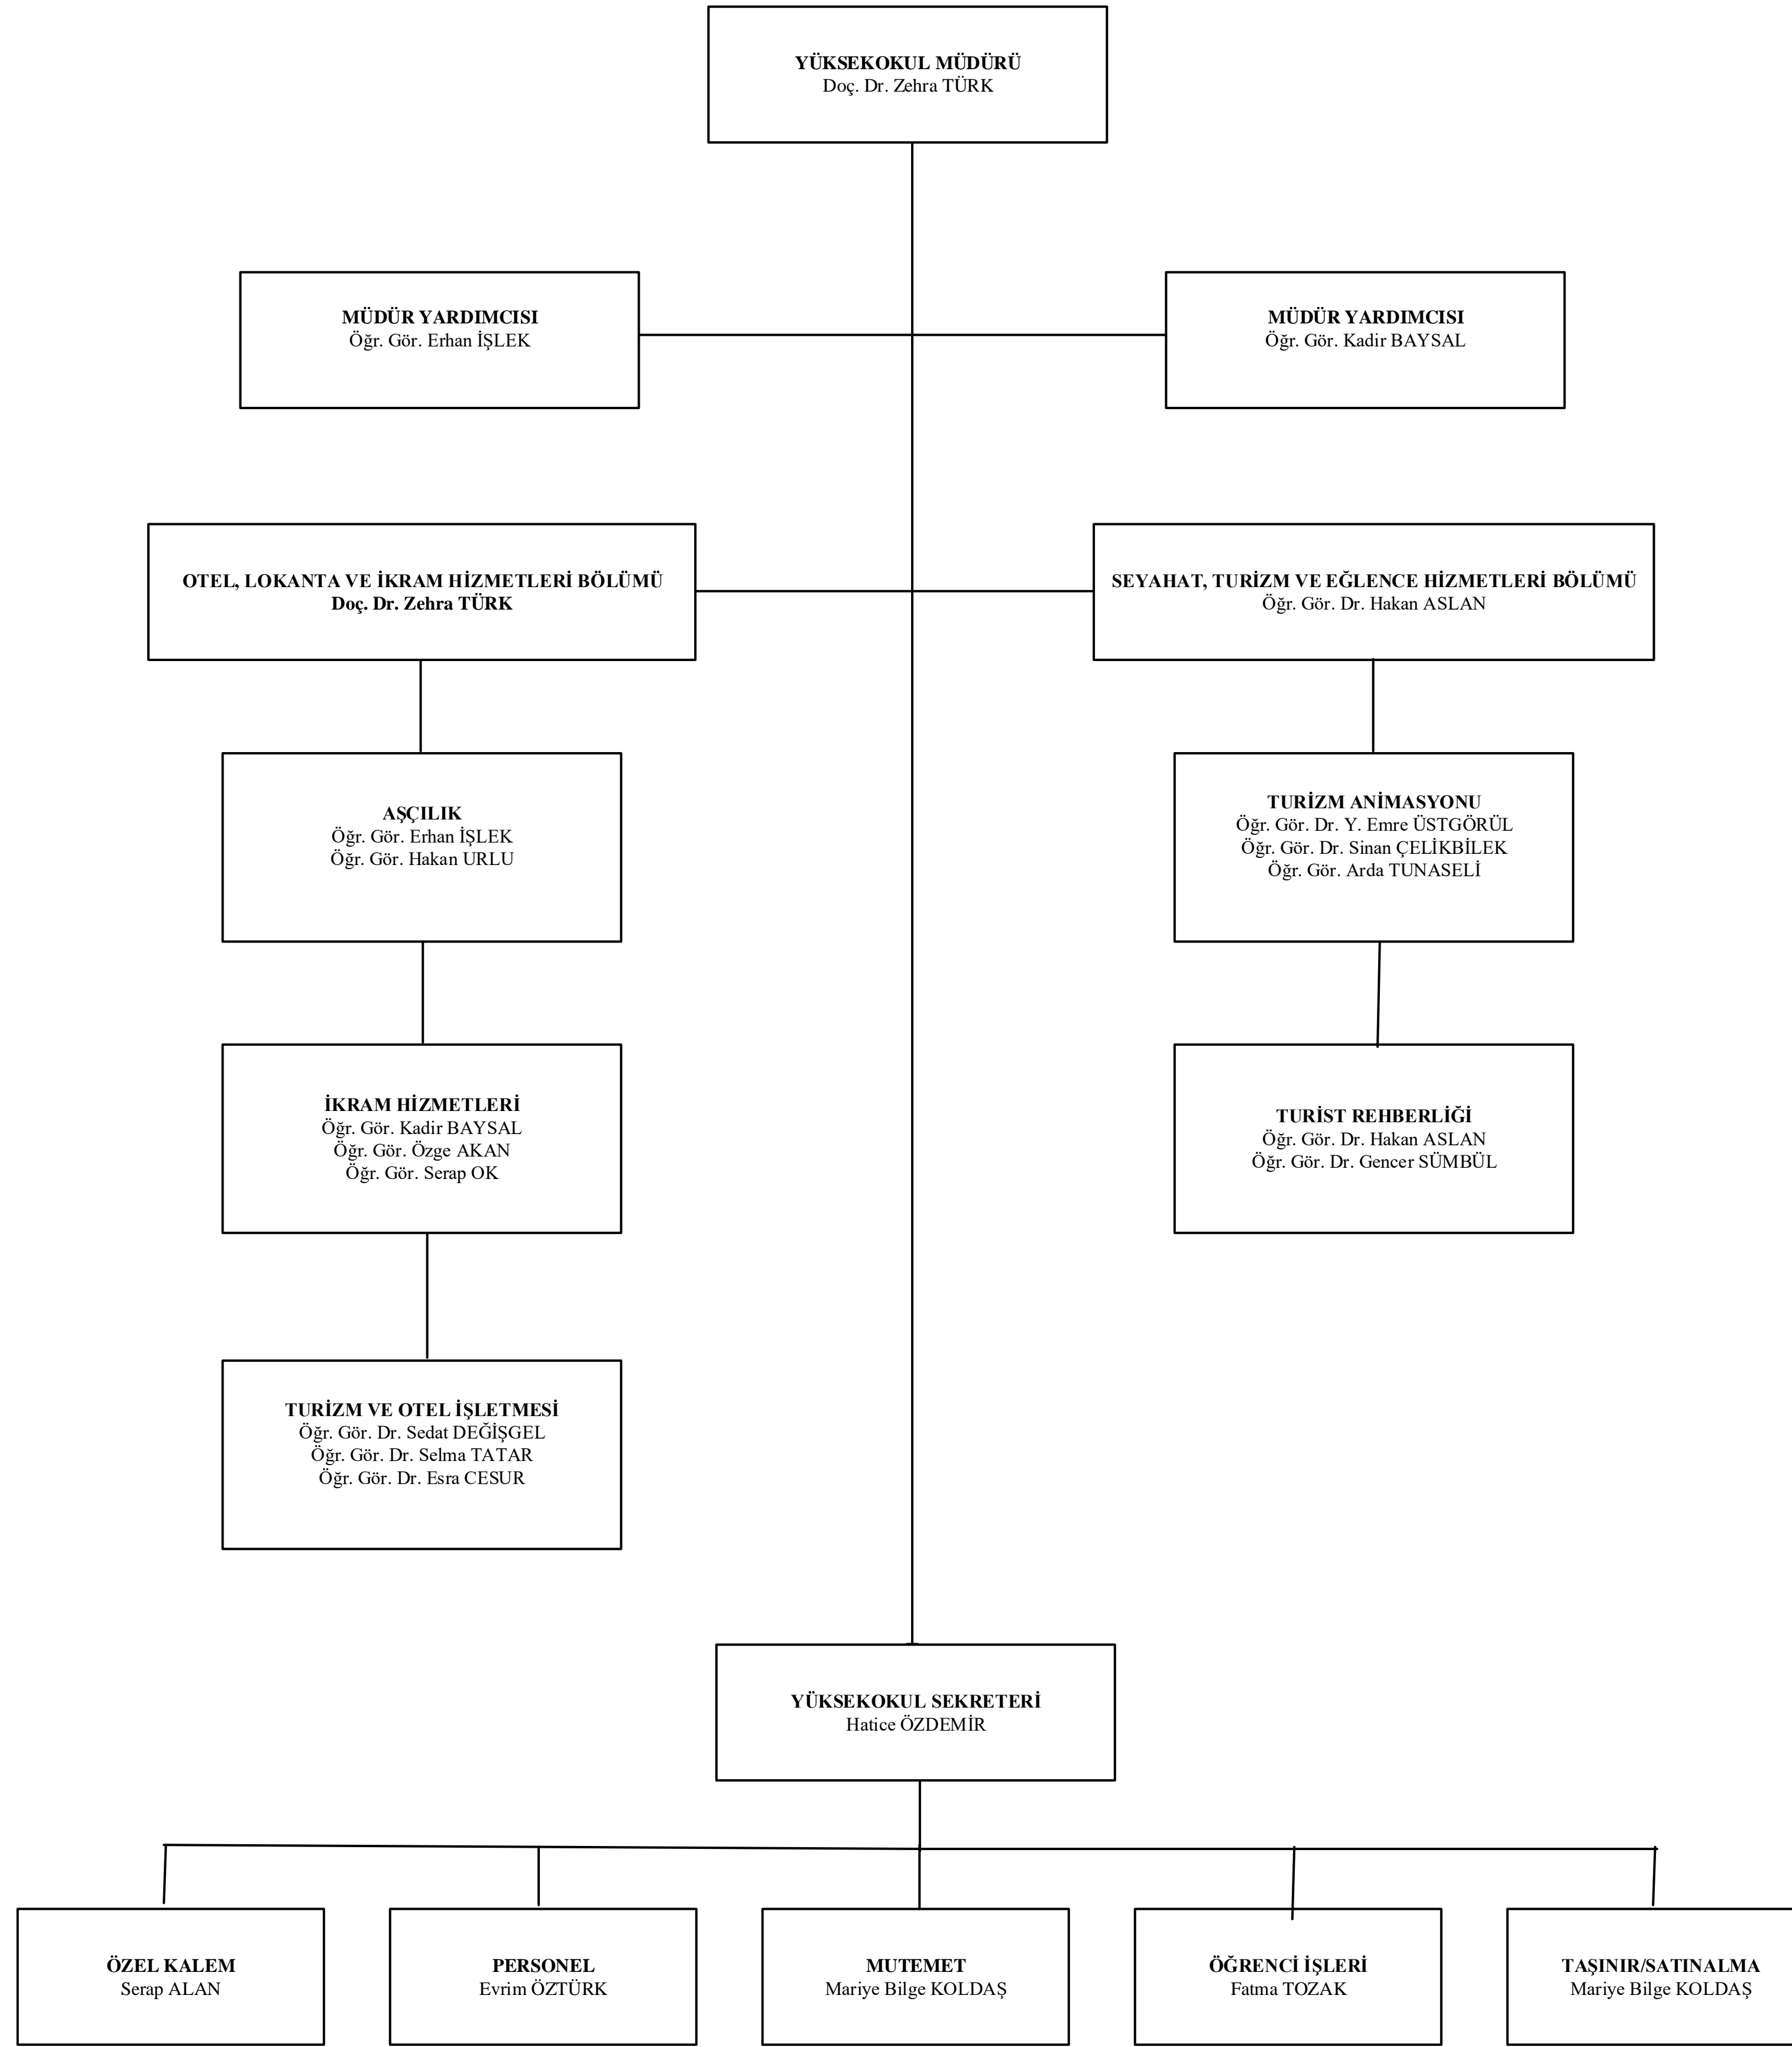 YÜKSEKOKUL MÜDÜRÜ
Doç. Dr. Zehra TÜRK
MÜDÜR YARDIMCISI
Öğr. Gör. Erhan İŞLEK
MÜDÜR YARDIMCISI
Öğr. Gör. Kadir BAYSAL
OTEL, LOKANTA VE İKRAM HİZMETLERİ BÖLÜMÜ
Doç. Dr. Zehra TÜRK
SEYAHAT, TURİZM VE EĞLENCE HİZMETLERİ BÖLÜMÜ
Öğr. Gör. Dr. Hakan ASLAN
AŞÇILIK
Öğr. Gör. Erhan İŞLEK
Öğr. Gör. Hakan URLU
TURİZM ANİMASYONU
Öğr. Gör. Dr. Y. Emre ÜSTGÖRÜL
Öğr. Gör. Dr. Sinan ÇELİKBİLEK
Öğr. Gör. Arda TUNASELİ
İKRAM HİZMETLERİ
Öğr. Gör. Kadir BAYSAL
Öğr. Gör. Özge AKAN
Öğr. Gör. Serap OK
TURİST REHBERLİĞİ
Öğr. Gör. Dr. Hakan ASLAN
Öğr. Gör. Dr. Gencer SÜMBÜL
TURİZM VE OTEL İŞLETMESİ
Öğr. Gör. Dr. Sedat DEĞİŞGEL
Öğr. Gör. Dr. Selma TATAR
Öğr. Gör. Dr. Esra CESUR
YÜKSEKOKUL SEKRETERİ
Hatice ÖZDEMİR
ÖZEL KALEM
Serap ALAN
PERSONEL
Evrim ÖZTÜRK
MUTEMET
Mariye Bilge KOLDAŞ
ÖĞRENCİ İŞLERİ
Fatma TOZAK
TAŞINIR/SATINALMA
Mariye Bilge KOLDAŞ